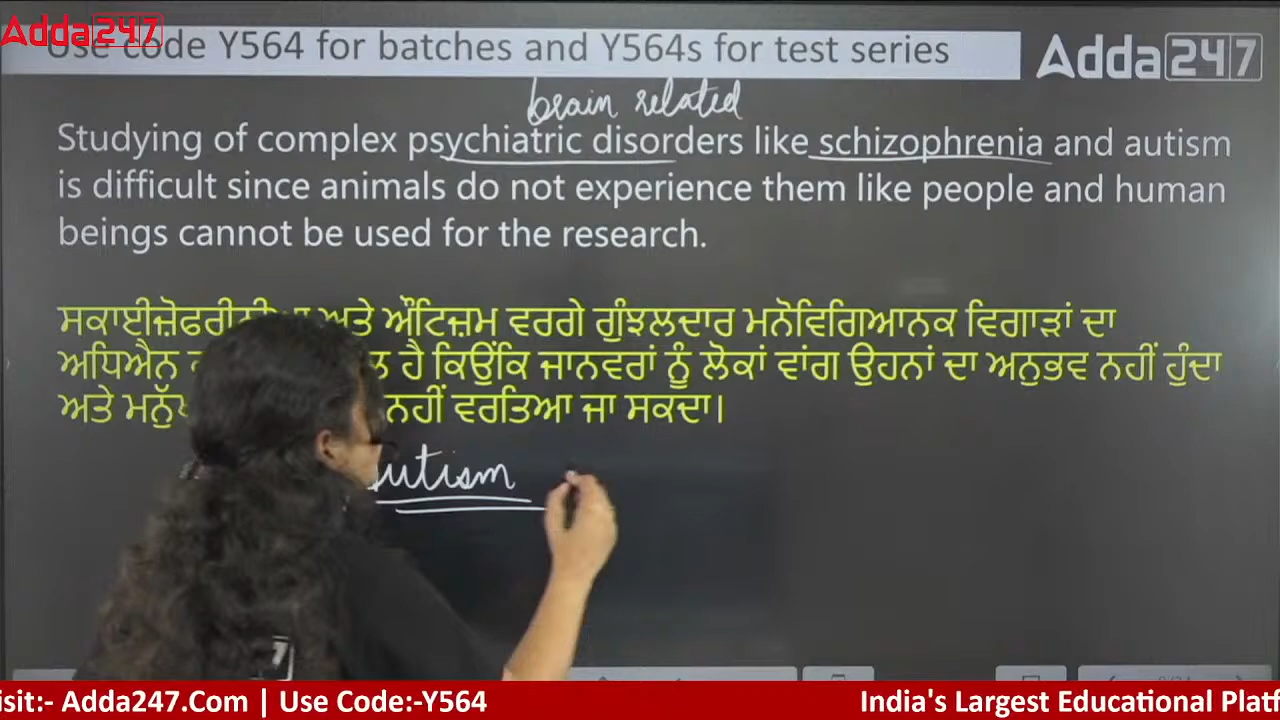 Adda247
Use code Y564 for batches and Y564s for test series
Adda247
brain related
Studying of complex psychiatric disorders like schizophrenia and autism
is difficult since animals do not experience them like people and human
beings cannot be used for the research.
ਅਤੇ ਔਟਿਜ਼ਮ ਵਰਗੇ ਗੁੰਝਲਦਾਰ ਮਨੋਵਿਗਿਆਨਕ ਵਿਗਾੜਾਂ ਦਾ
ਅਧਿਐਨ ਹੈ ਕਿਉਂਕਿ ਜਾਨਵਰਾਂ ਨੂੰ ਲੋਕਾਂ ਵਾਂਗ ਉਹਨਾਂ ਦਾ ਅਨੁਭਵ ਨਹੀਂ ਹੁੰਦਾ
ਅਤੇ ਨਹੀਂ ਵਰਤਿਆ ਜਾ ਸਕਦਾ।
utism
isit:- Adda247.Com | Use Code:-Y564
India's Largest Educational Platf